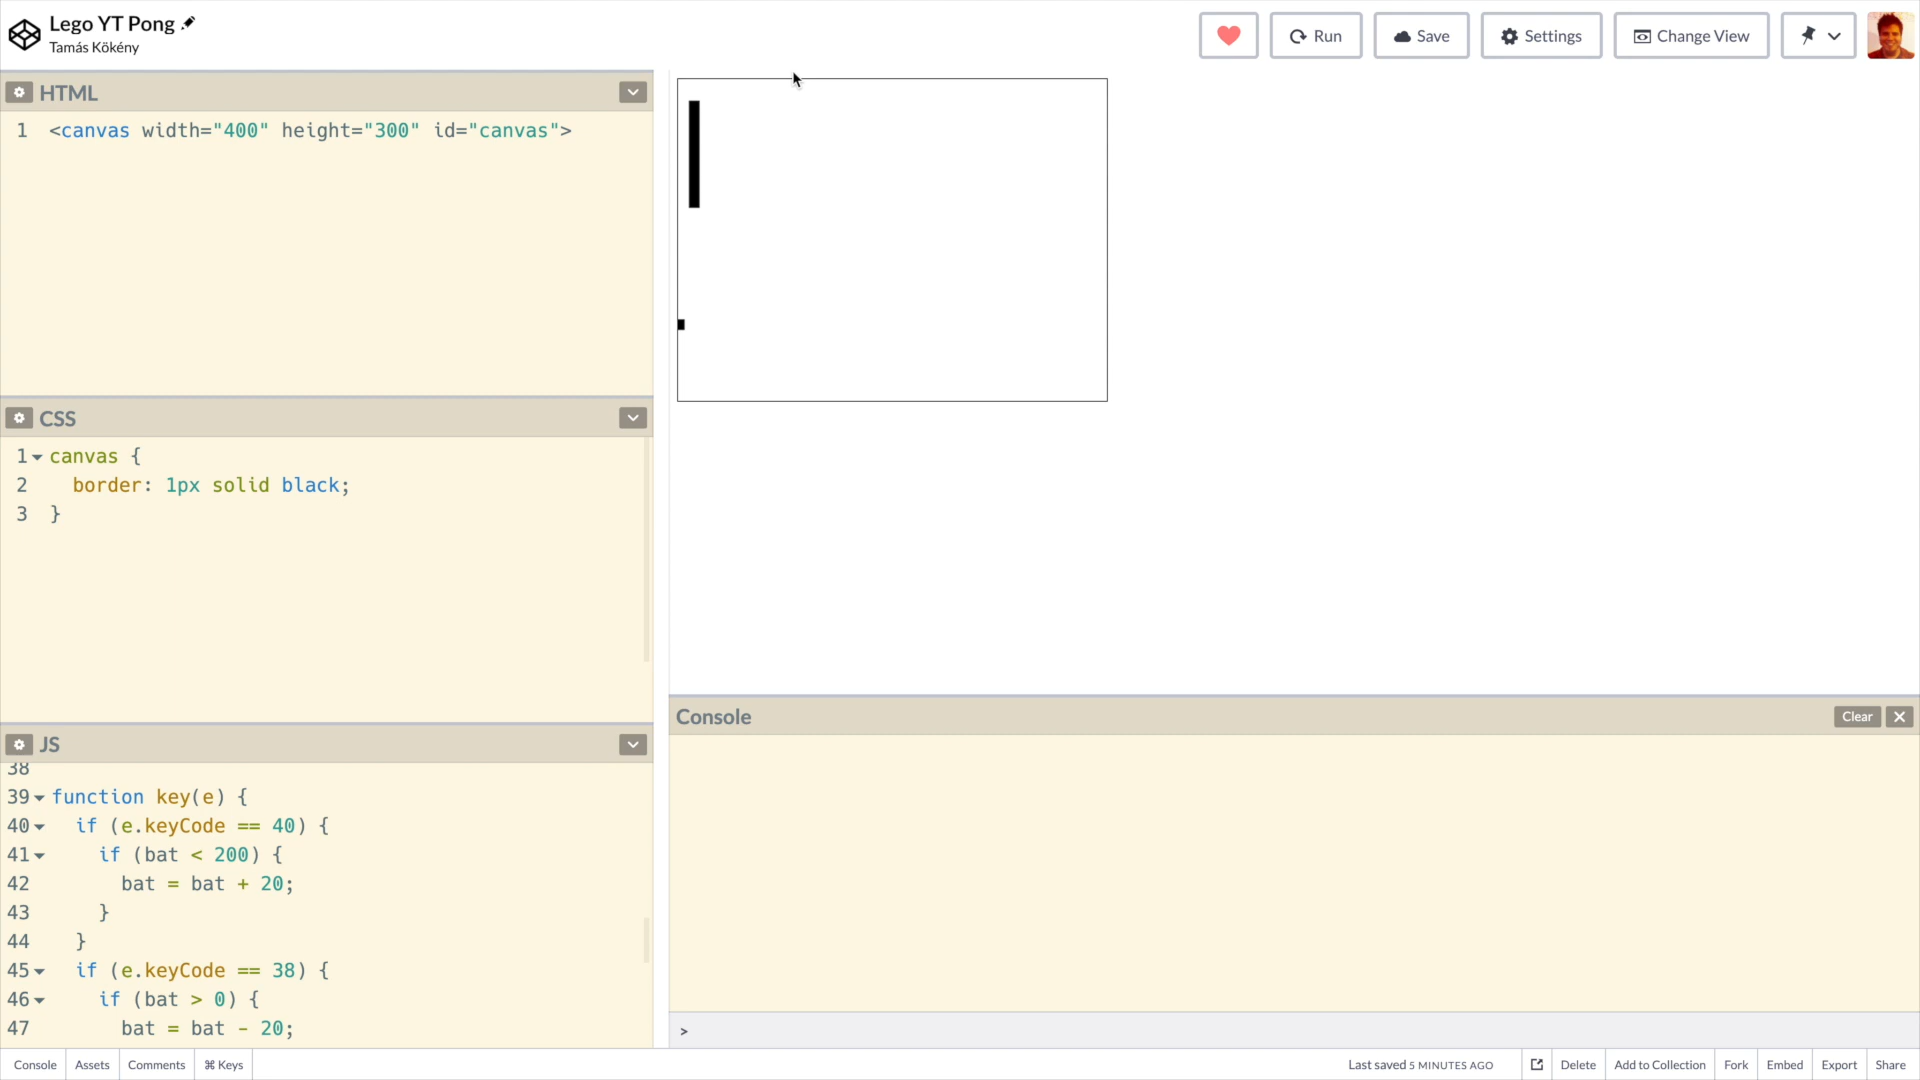 Lego YT Pong
Tamás Kökény
Run
Save
Settings
Change View
HTML
1 <canvas width="400" height="300" id="canvas">
CSS
1 canvas {
2   border: 1px solid black;
3 }
JS
38
39 function key(e) {
40   if (e.keyCode == 40) {
41     if (bat < 200) {
42       bat = bat + 20;
43     }
44   }
45   if (e.keyCode == 38) {
46     if (bat > 0) {
47       bat = bat - 20;
Console
Clear
>
Console Assets Comments ⌘ Keys
Last saved 5 MINUTES AGO Delete Add to Collection Fork Embed Export Share